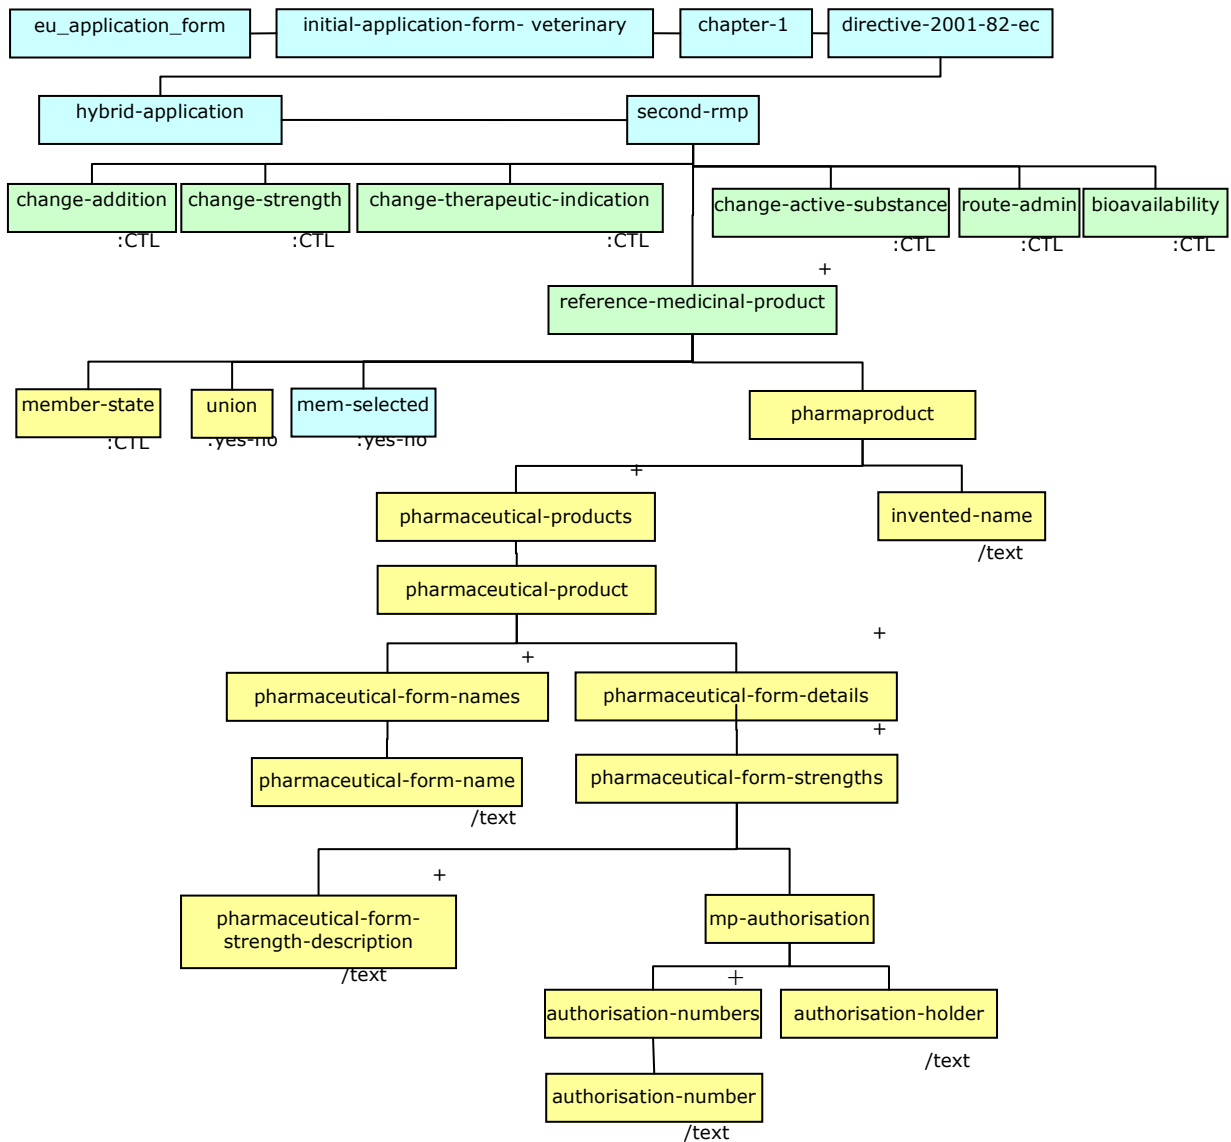 eu_application_form
initial-application-form- veterinary
chapter-1
directive-2001-82-ec
hybrid-application
second-rmp
change-addition
:CTL
change-strength
:CTL
change-therapeutic-indication
:CTL
change-active-substance
:CTL
route-admin
:CTL
bioavailability
:CTL
+
reference-medicinal-product
member-state
:CTL
union
:yes-no
mem-selected
:yes-no
pharmaproduct
+
pharmaceutical-products
invented-name
/text
pharmaceutical-product
+
+
pharmaceutical-form-names
pharmaceutical-form-details
+
pharmaceutical-form-name
/text
pharmaceutical-form-strengths
+
pharmaceutical-form-
strength-description
/text
mp-authorisation
+
authorisation-numbers
authorisation-holder
/text
authorisation-number
/text